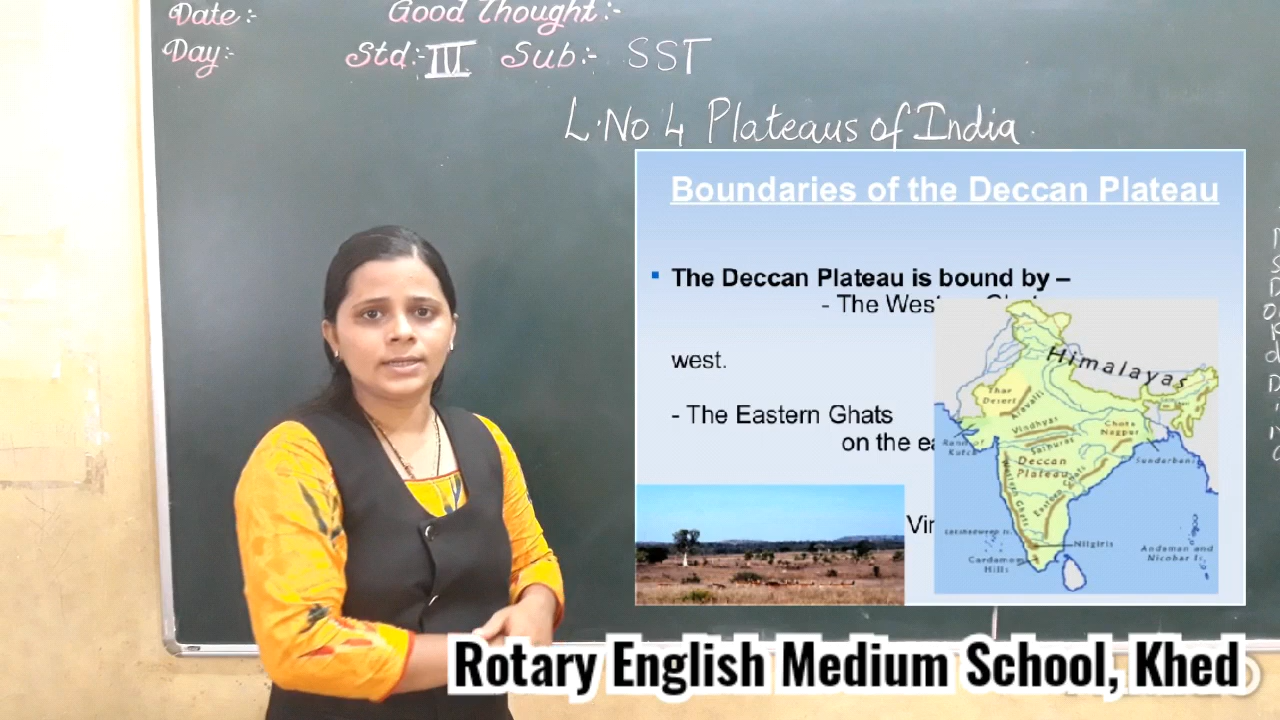 Date:-
Good Thought:-
Day:-
Std:- III Sub:- SST
L.No 4 Plateaus of India.
Boundaries of the Deccan Plateau
The Deccan Plateau is bound by –
- The Wes
west.
- The Eastern Ghats
on the ea
Vin
Himalayas
Thar Desert
Aravalli
Vindhyas
Satpuras
Chota Nagpur
Rann of Kutch
Sundarbans
Deccan Plateau
Western Ghats
Eastern Ghats
Lakshadweep Is.
Nilgiris
Cardamom Hills
Andaman and Nicobar Is.
Rotary English Medium School, Khed